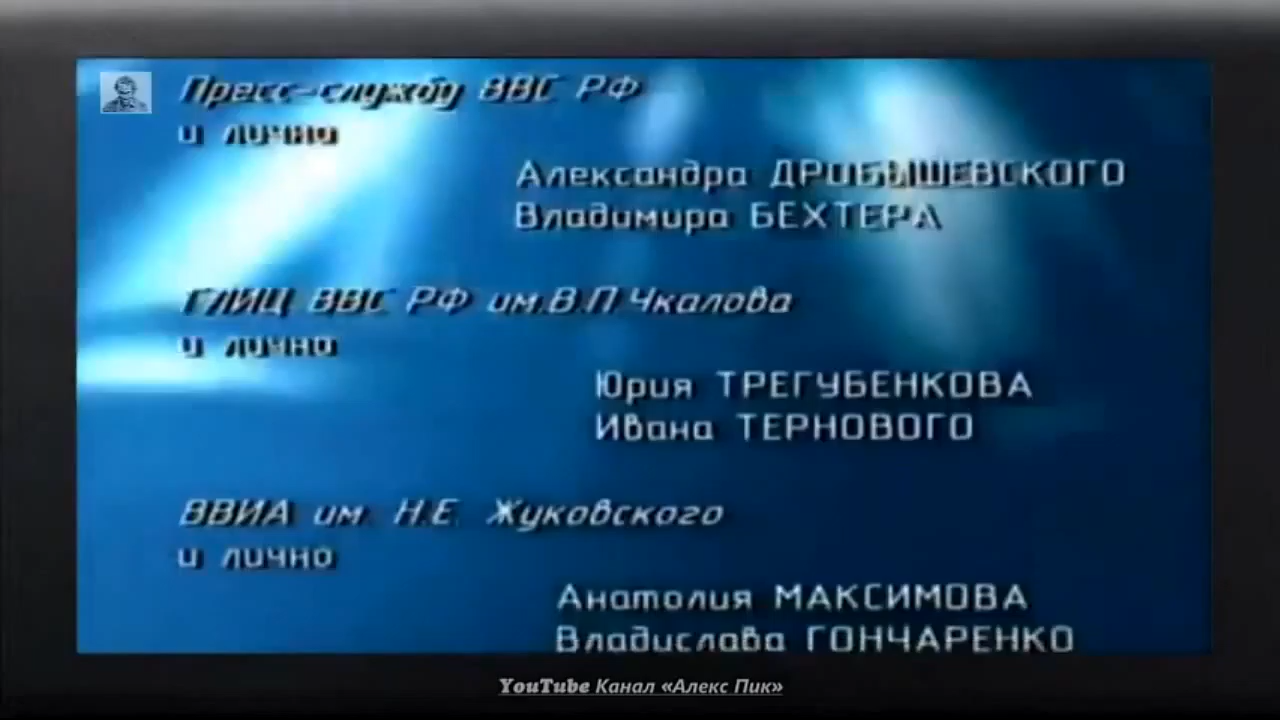 Пресс-службу ВВС РФ
и лично
Александра ДРОБЫШЕВСКОГО
Владимира БЕХТЕРА
ГЛИЦ ВВС РФ им.В.П.Чкалова
и лично
Юрия ТРЕГУБЕНКОВА
Ивана ТЕРНОВОГО
ВВИА им. Н.Е. Жуковского
и лично
Анатолия МАКСИМОВА
Владислава ГОНЧАРЕНКО
YouTube Канал «Алекс Пик»